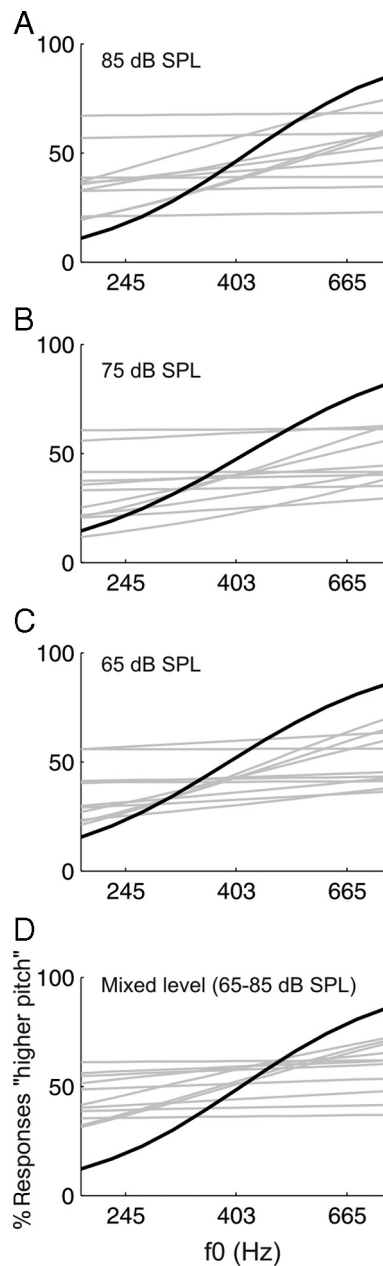 A
100
85 dB SPL
50
0
245 403 665
B
100
75 dB SPL
50
0
245 403 665
C
100
65 dB SPL
50
0
245 403 665
D
100
Mixed level (65-85 dB SPL)
50
0
245 403 665
% Responses "higher pitch"
f0 (Hz)